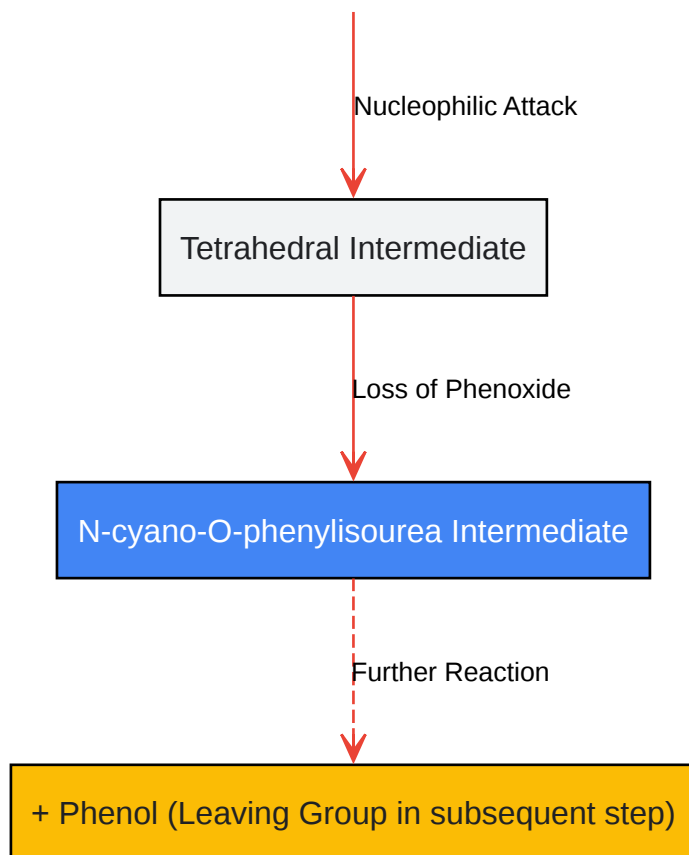 Nucleophilic Attack
Tetrahedral Intermediate
Loss of Phenoxide
N-cyano-O-phenylisourea Intermediate
Further Reaction
+ Phenol (Leaving Group in subsequent step)